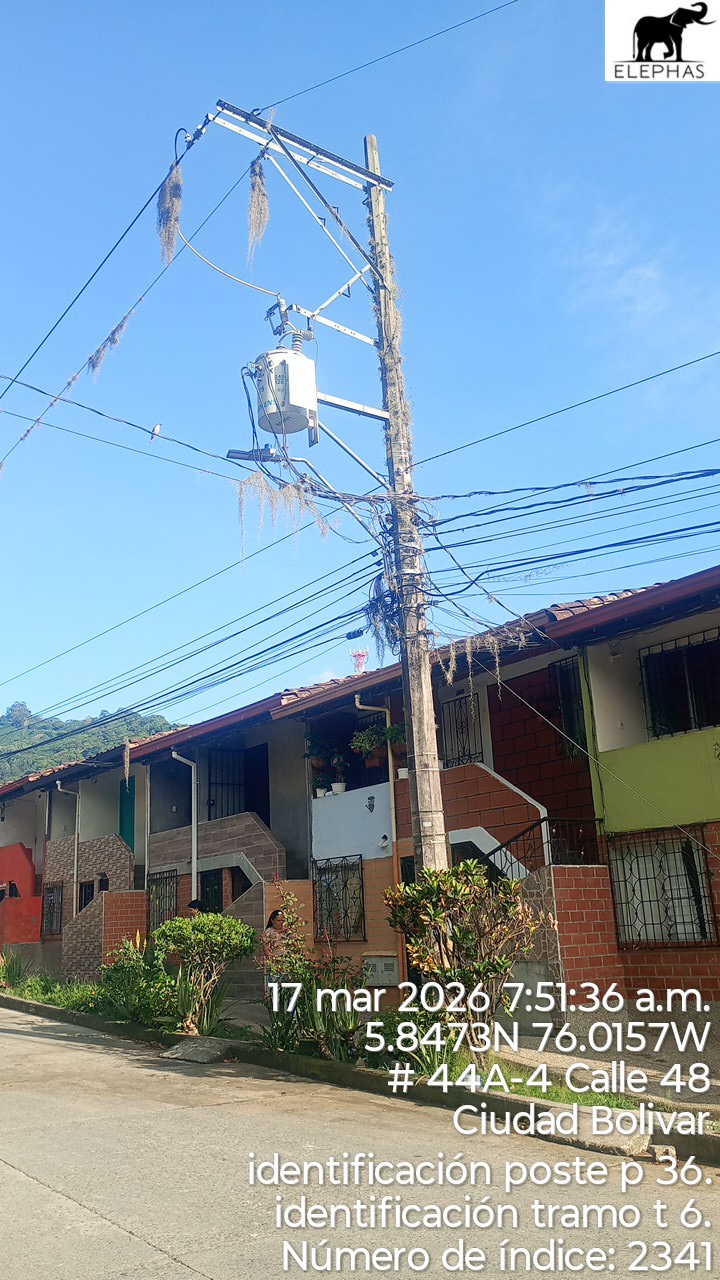 ELEPHAS
17 mar 2026 7:51:36 a.m.
5.8473N 76.0157W
# 44A-4 Calle 48
Ciudad Bolivar
identificación poste p 36.
identificación tramo t 6.
Número de índice: 2341